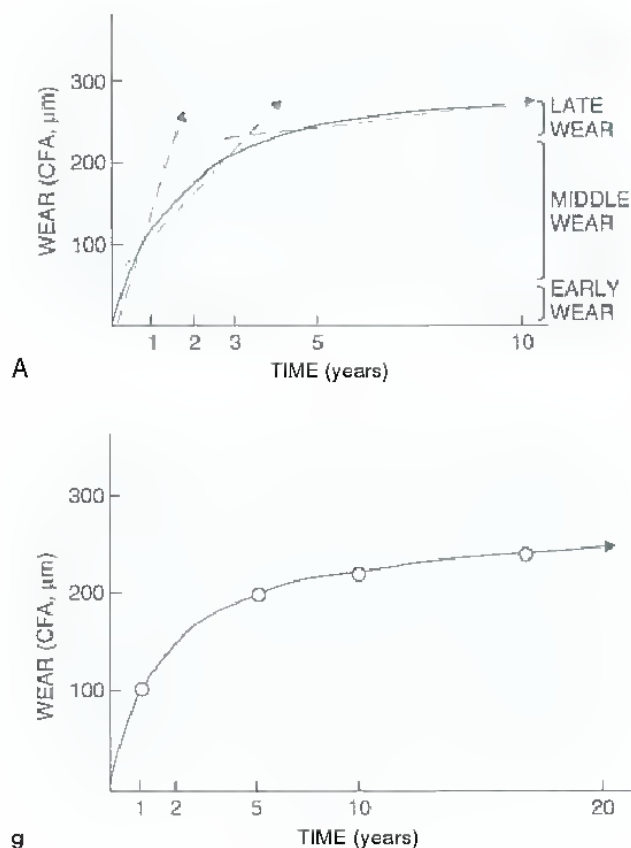 300
200
100
WEAR (CFA, μm)
LATE
WEAR
MIDDLE
WEAR
EARLY
WEAR
1 2 3 5 10
TIME (years)
A
300
200
100
WEAR (CFA, μm)
1 2 5 10 20
TIME (years)
g